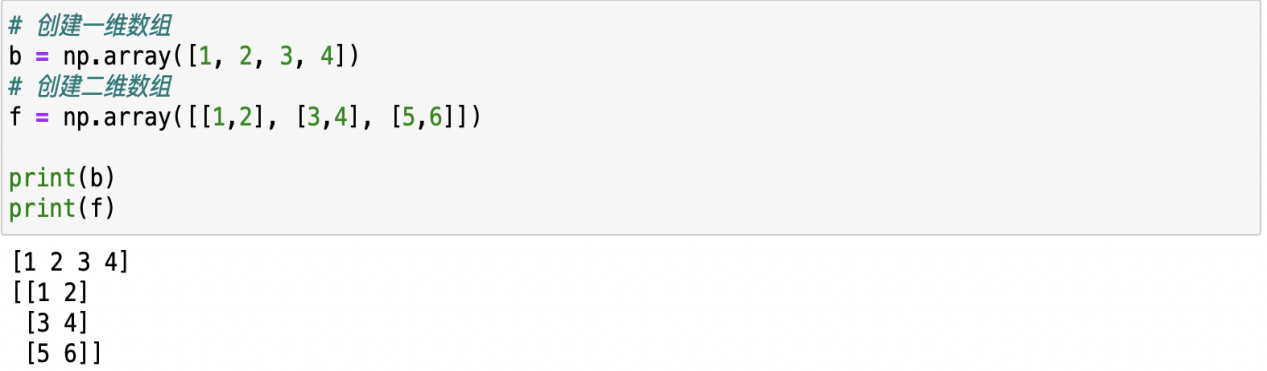 # 创建一维数组
b = np.array([1, 2, 3, 4])
# 创建二维数组
f = np.array([[1,2], [3,4], [5,6]])
print(b)
print(f)
[1 2 3 4]
[[1 2]
 [3 4]
 [5 6]]